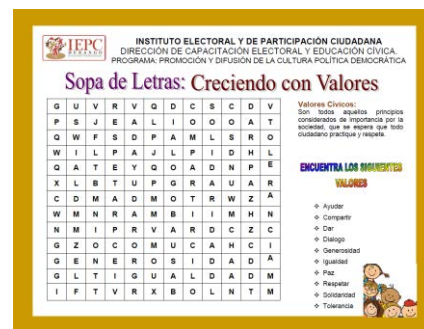 IEPC
DURANGO
INSTITUTO ELECTORAL Y DE PARTICIPACIÓN CIUDADANA
DIRECCIÓN DE CAPACITACIÓN ELECTORAL Y EDUCACIÓN CÍVICA.
PROGRAMA: PROMOCIÓN Y DIFUSIÓN DE LA CULTURA POLÍTICA DEMOCRÁTICA
Sopa de Letras: Creciendo con Valores
G U V R V Q D C S C D V
P S J E A L I O O O A T
Q W F S D P A M L S R O
W I L P A J L P I D H L
Q A T E Y Q O A D N P E
X L B T U P G R A U A R
C D M A D M O T R W Z A
W M N R A M B I I M H N
N M I P R V A R D C Z C
G Z O C O M U C A H C I
G E N E R O S I D A D A
G L T I G U A L D A D M
I F T V R X B O L N T M
Valores Cívicos:
Son todos aquellos principios
considerados de importancia por la
sociedad, que se espera que todo
ciudadano practique y respete.
ENCUENTRA LOS SIGUIENTES
VALORES
Ayudar
Compartir
Dar
Dialogo
Generosidad
Igualdad
Paz
Respetar
Solidaridad
Tolerancia